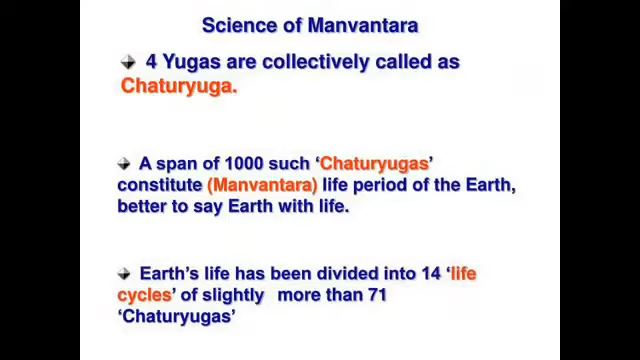 Science of Manvantara
4 Yugas are collectively called as
Chaturyuga.
A span of 1000 such ‘Chaturyugas’
constitute (Manvantara) life period of the Earth,
better to say Earth with life.
Earth’s life has been divided into 14 ‘life
cycles’ of slightly more than 71
‘Chaturyugas’